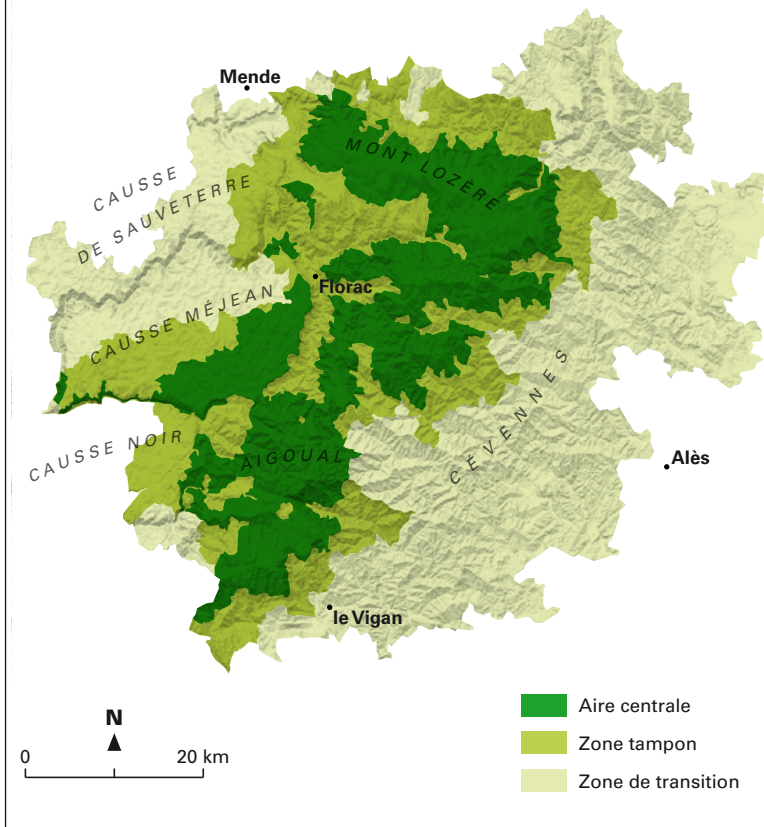 Mende
MONT LOZÈRE
CAUSSE
DE SAUVETERRE
Florac
CAUSSE MÉJEAN
CÉVENNES
CAUSSE NOIR
AIGOUAL
Alès
le Vigan
N
0 20 km
Aire centrale
Zone tampon
Zone de transition